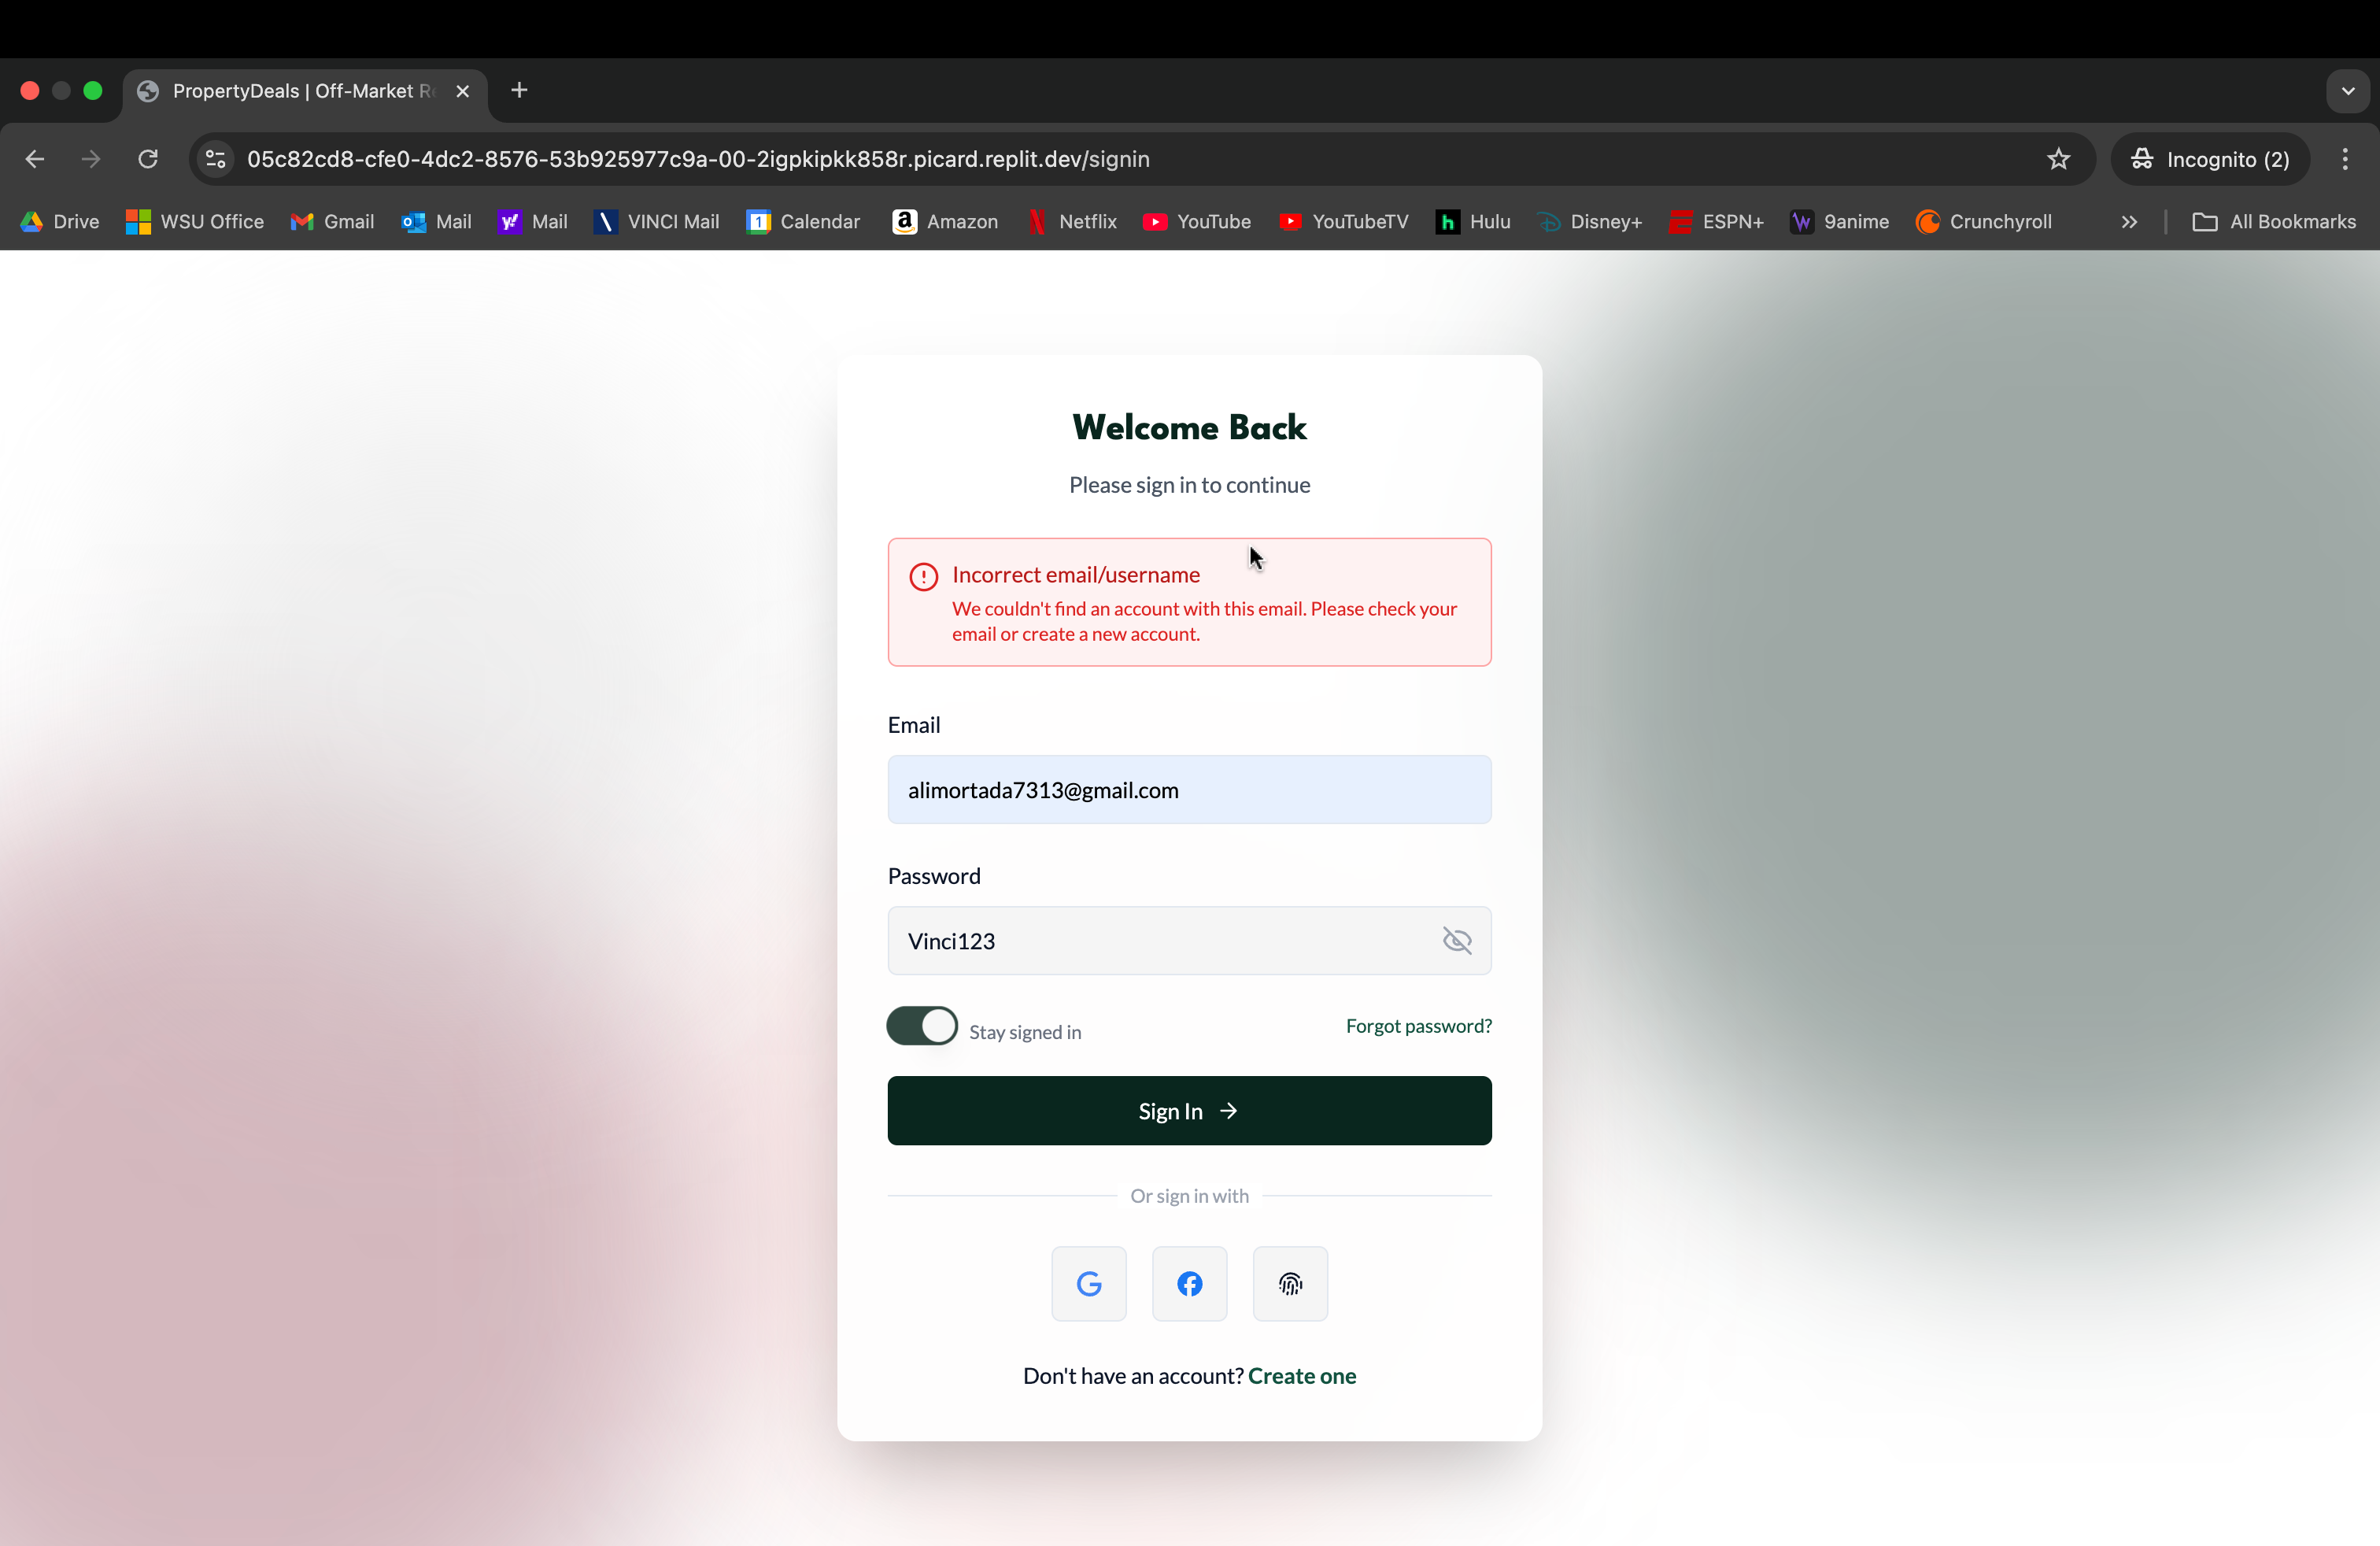 PropertyDeals | Off-Market Re
05c82cd8-cfe0-4dc2-8576-53b925977c9a-00-2igpkipkk858r.picard.replit.dev/signin
Incognito (2)
Drive WSU Office Gmail Mail Mail VINCI Mail Calendar Amazon Netflix YouTube YouTubeTV Hulu Disney+ ESPN+ 9anime Crunchyroll All Bookmarks
Welcome Back
Please sign in to continue
Incorrect email/username
We couldn't find an account with this email. Please check your
email or create a new account.
Email
alimortada7313@gmail.com
Password
Vinci123
Stay signed in
Forgot password?
Sign In
Or sign in with
Don't have an account? Create one